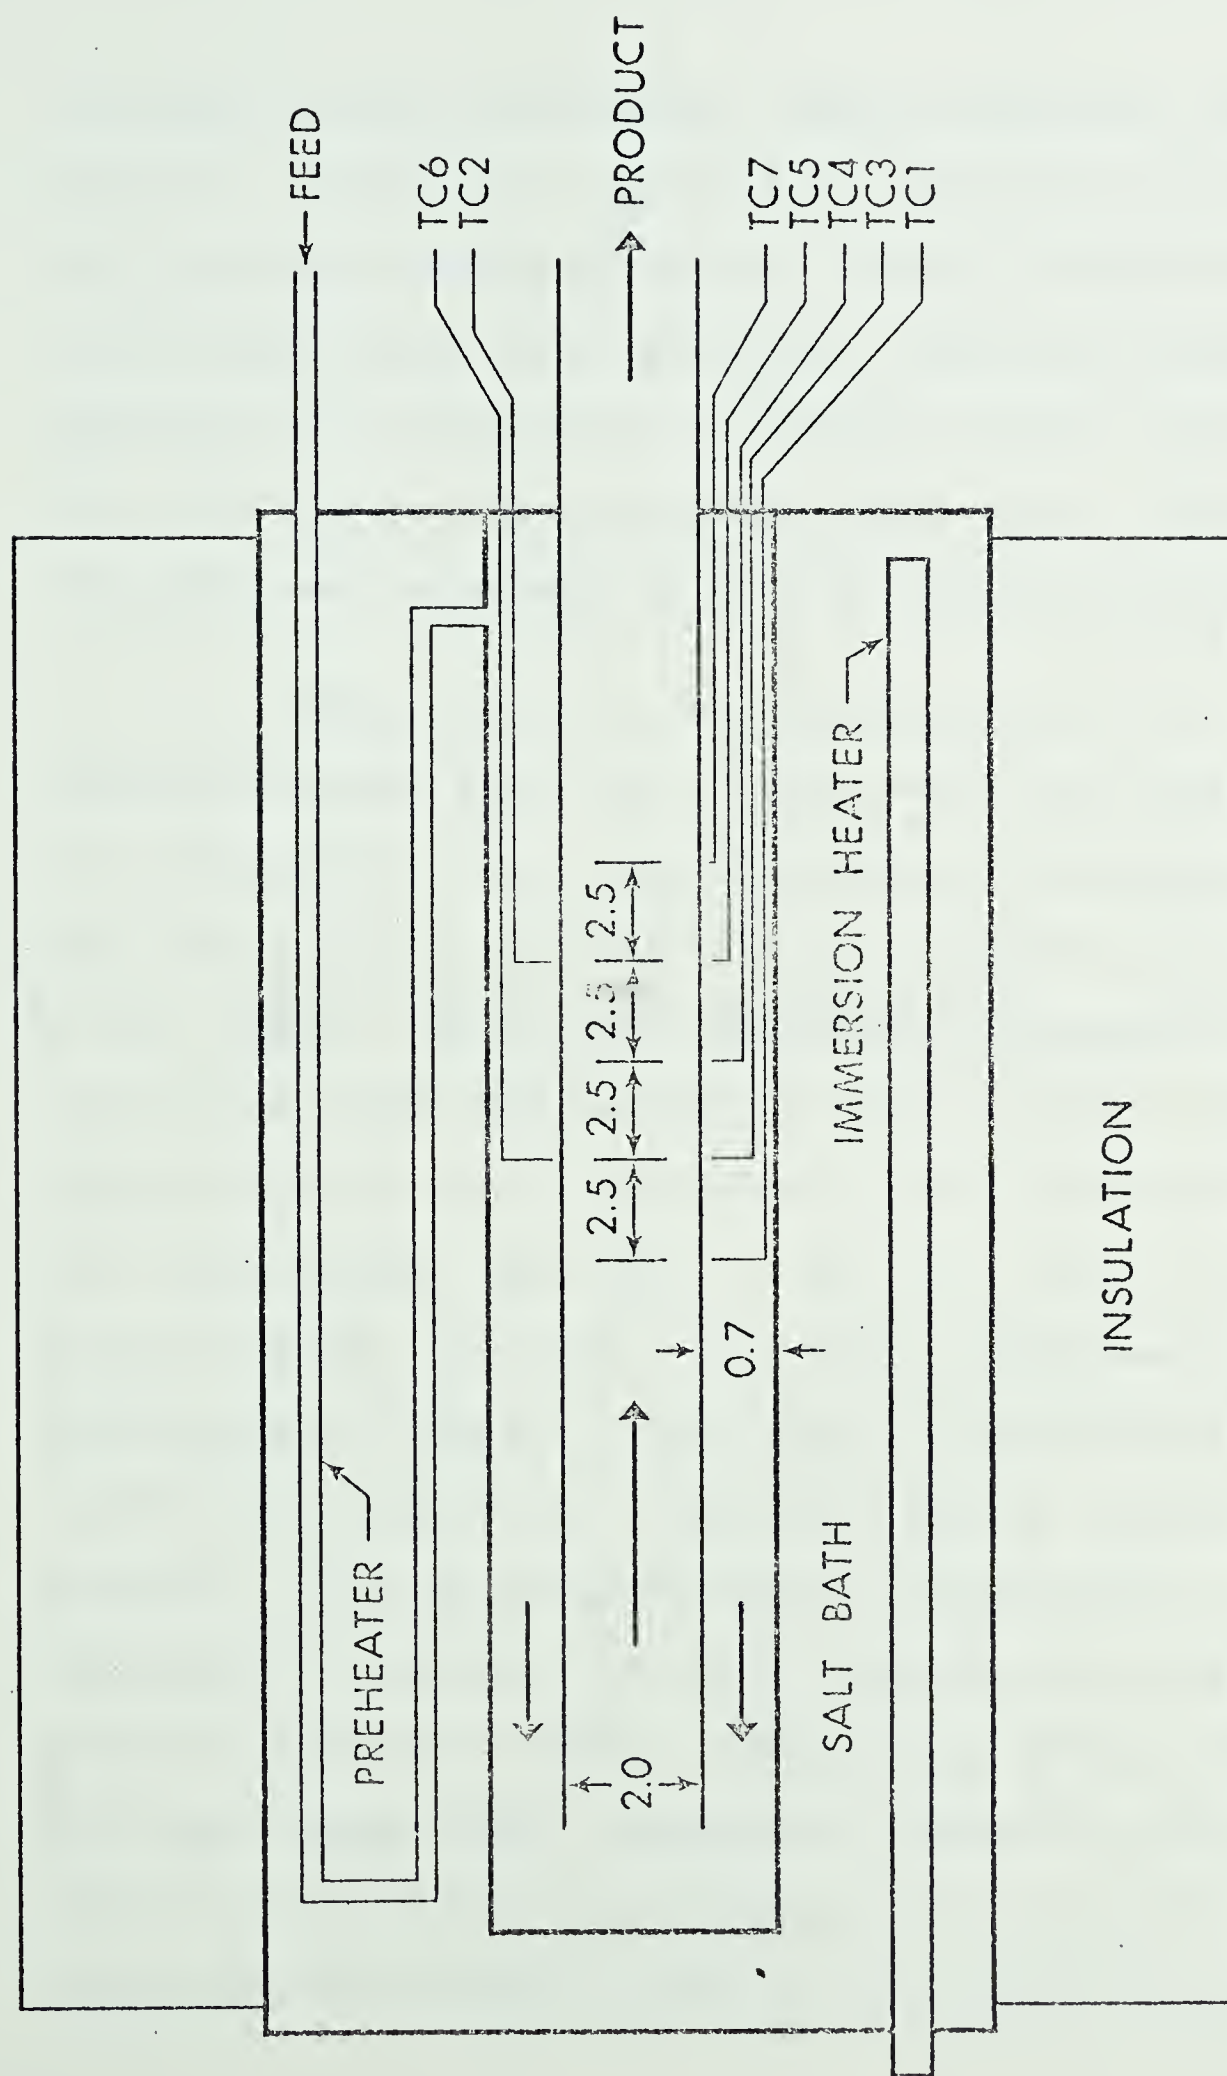 FEED
TC6
TC2
PRODUCT
TC7
TC5
TC4
TC3
TC1
PREHEATER
2.5
2.5
2.5
2.5
2.0
0.7
IMMERSION HEATER
SALT BATH
INSULATION